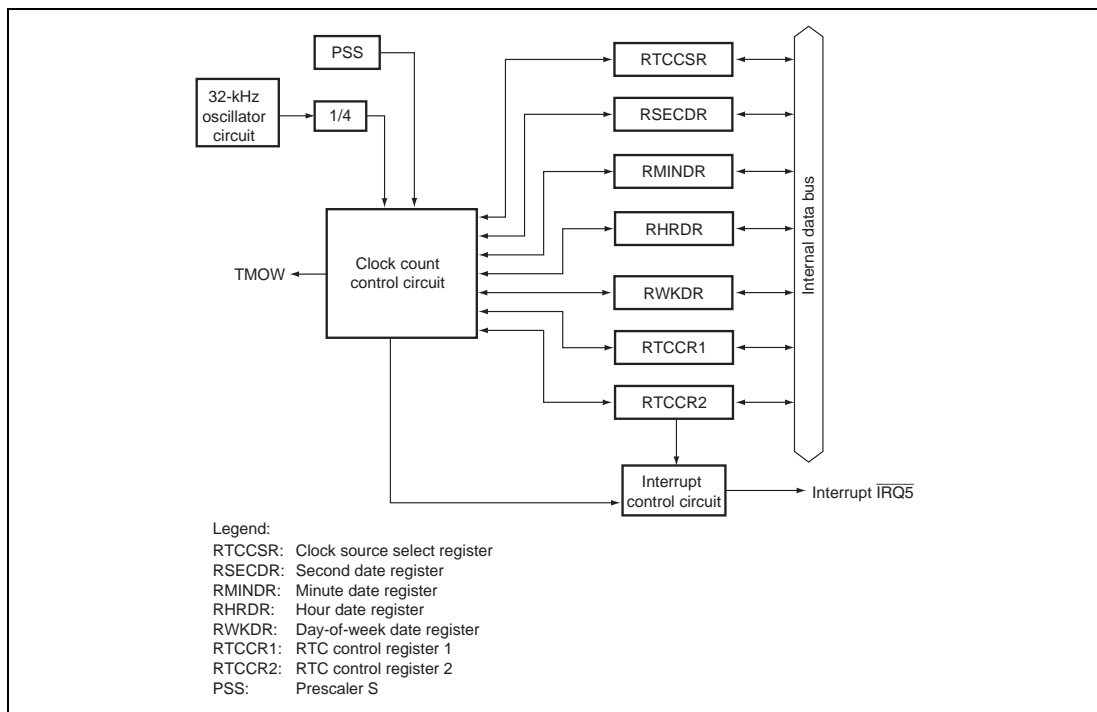 PSS
32-kHz
oscillator
circuit
1/4
Clock count
control circuit
TMOW
RTCCSR
RSECDR
RMINDR
RHRDR
RWKDR
RTCCR1
RTCCR2
Internal data bus
Interrupt
control circuit
Interrupt I̅R̅Q̅5̅
Legend:
RTCCSR: Clock source select register
RSECDR: Second date register
RMINDR: Minute date register
RHRDR: Hour date register
RWKDR: Day-of-week date register
RTCCR1: RTC control register 1
RTCCR2: RTC control register 2
PSS: Prescaler S